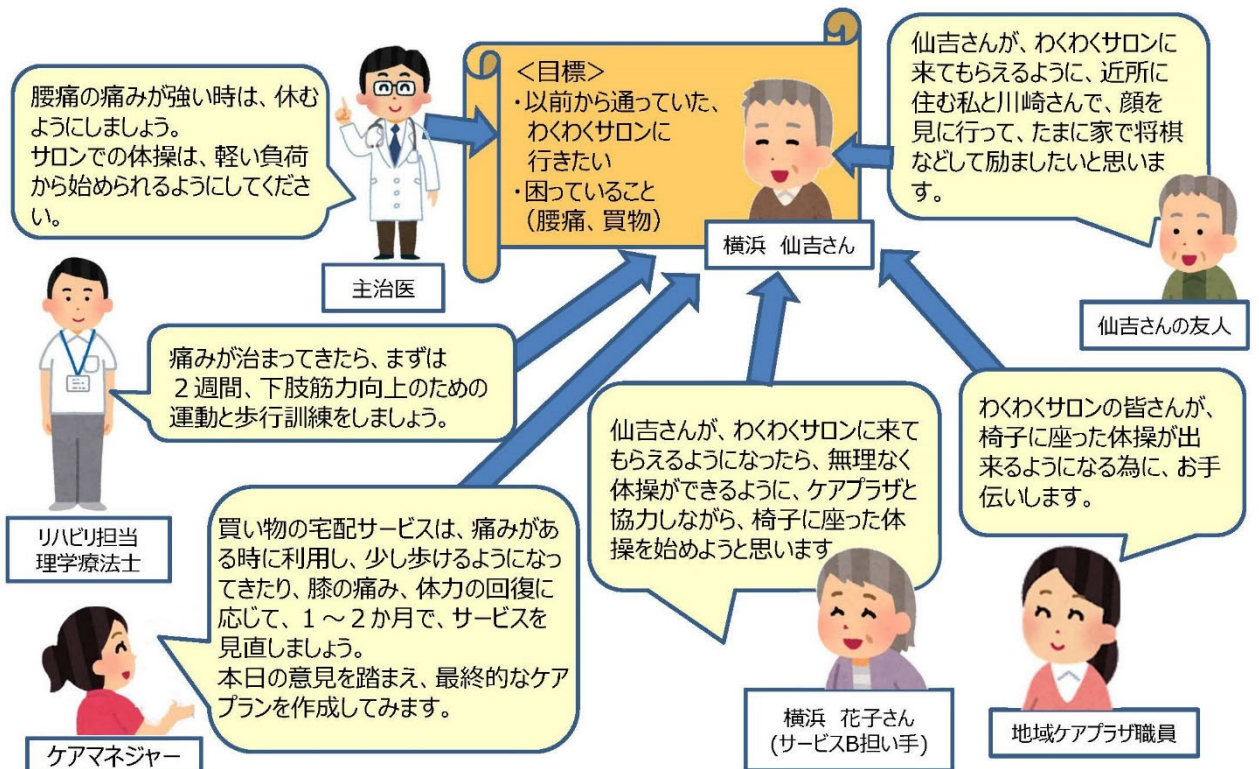 腰痛の痛みが強い時は、休む
ようにしましょう。
サロンでの体操は、軽い負荷
から始められるようにしてくださ
い。
主治医
＜目標＞
・以前から通っていた、
わくわくサロンに
行きたい
・困っていること
（腰痛、買物）
横浜 仙吉さん
仙吉さんが、わくわくサロンに
来てもらえるように、近所に
住む私と川崎さんで、顔を
見に行って、たまに家で将棋
などして励ましたいと思いま
す。
仙吉さんの友人
痛みが治まってきたら、まずは
２週間、下肢筋力向上のための
運動と歩行訓練をしましょう。
リハビリ担当
理学療法士
買い物の宅配サービスは、痛みがあ
る時に利用し、少し歩けるようになっ
てきたり、膝の痛み、体力の回復に
応じて、１～２か月で、サービスを
見直しましょう。
本日の意見を踏まえ、最終的なケア
プランを作成してみます。
ケアマネジャー
仙吉さんが、わくわくサロンに来て
もらえるようになったら、無理なく
体操ができるように、ケアプラザと
協力しながら、椅子に座った体
操を始めようと思います
横浜 花子さん
(サービスB担い手)
わくわくサロンの皆さんが、
椅子に座った体操が出
来るようになる為に、お手
伝いします。
地域ケアプラザ職員